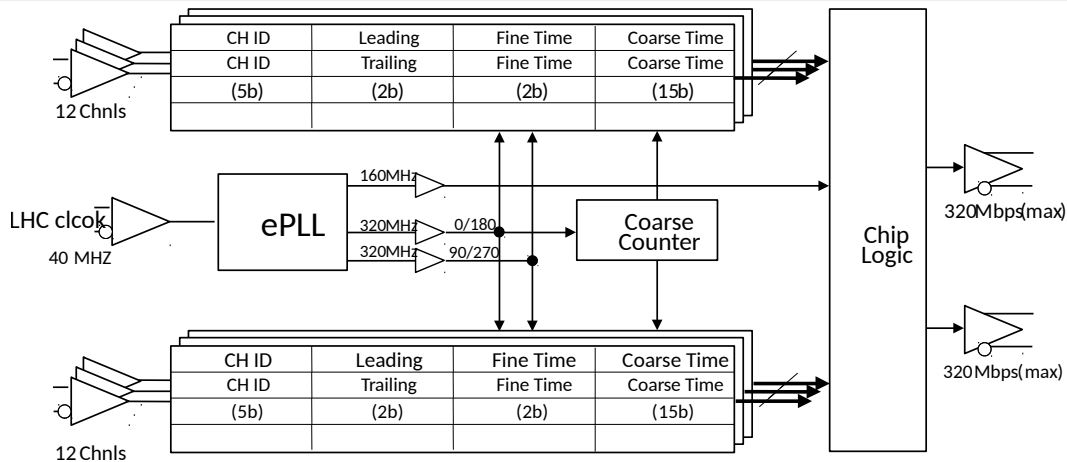 CH ID Leading Fine Time Coarse Time
CH ID Trailing Fine Time Coarse Time
(5b) (2b) (2b) (15b)
12 Chnls
160MHz
LHC clcok
40 MHZ
ePLL
320MHz 0/180
320MHz 90/270
Coarse
Counter
Chip
Logic
320Mbps(max)
320Mbps(max)
CH ID Leading Fine Time Coarse Time
CH ID Trailing Fine Time Coarse Time
(5b) (2b) (2b) (15b)
12 Chnls